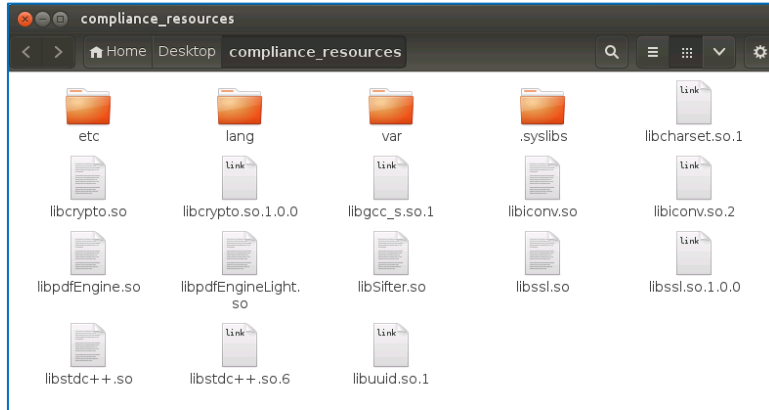 compliance_resources
Home Desktop compliance_resources
link
etc lang var .syslibs libcharset.so.1
link link link
libcrypto.so libcrypto.so.1.0.0 libgcc_s.so.1 libiconv.so libiconv.so.2
link
libpdfEngine.so libpdfEngineLight.
so libSifter.so libssl.so libssl.so.1.0.0
link link
libstdc++.so libstdc++.so.6 libuuid.so.1